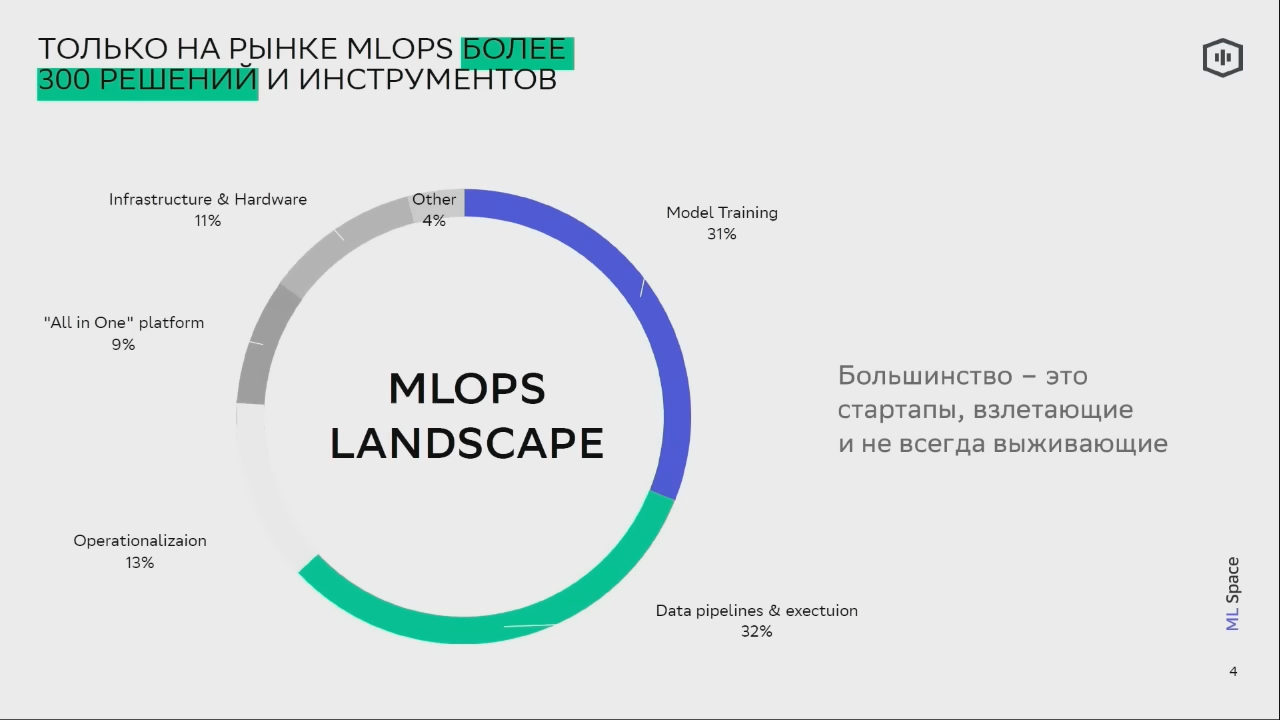 ТОЛЬКО НА РЫНКЕ MLOPS БОЛЕЕ
300 РЕШЕНИЙ И ИНСТРУМЕНТОВ
Infrastructure & Hardware
11%
Other
4%
Model Training
31%
"All in One" platform
9%
MLOPS
LANDSCAPE
Большинство – это
стартапы, взлетающие
и не всегда выживающие
Operationalizaion
13%
Data pipelines & exectuion
32%
ML Space
4